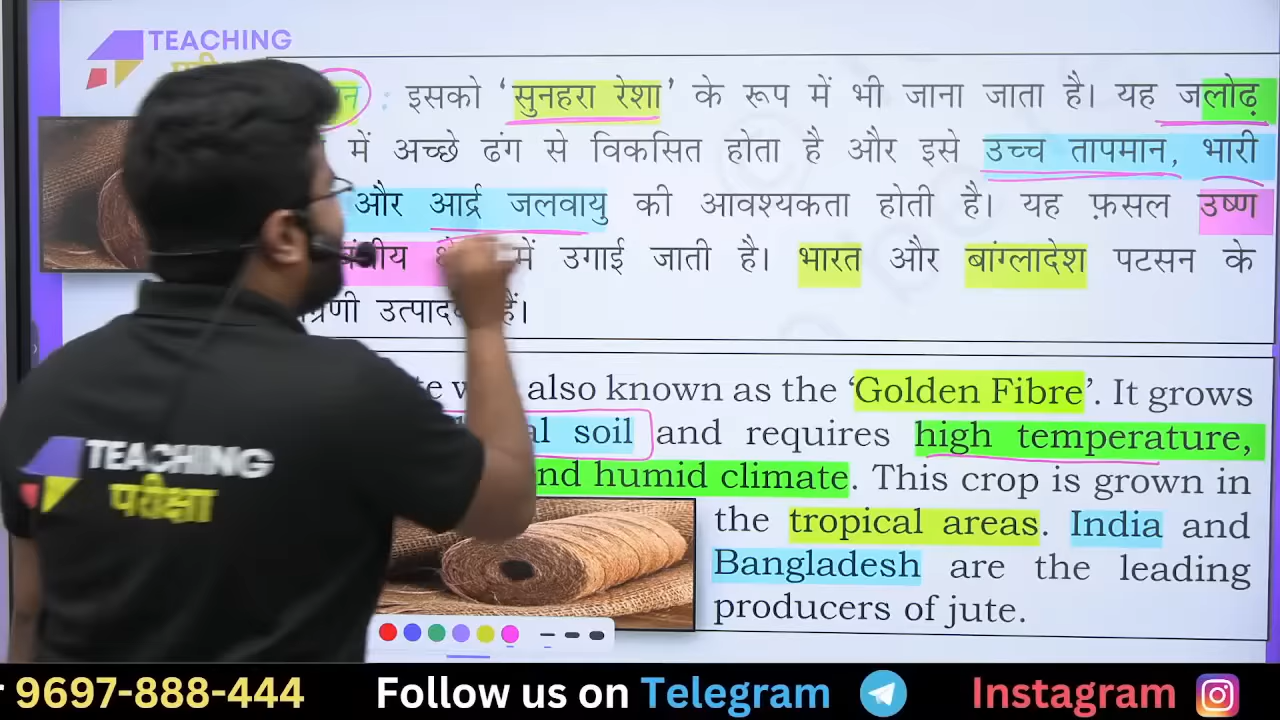 TEACHING
: इसको ‘सुनहरा रेशा’ के रूप में भी जाना जाता है। यह जलोढ़
में अच्छे ढंग से विकसित होता है और इसे उच्च तापमान, भारी
और आर्द्र जलवायु की आवश्यकता होती है। यह फ़सल उष्ण
में उगाई जाती है। भारत और बांग्लादेश पटसन के
उत्पादक हैं।
also known as the ‘Golden Fibre’. It grows
soil and requires high temperature,
humid climate. This crop is grown in
the tropical areas. India and
Bangladesh are the leading
producers of jute.
TEACHING
परीक्षा
9697-888-444 Follow us on Telegram Instagram